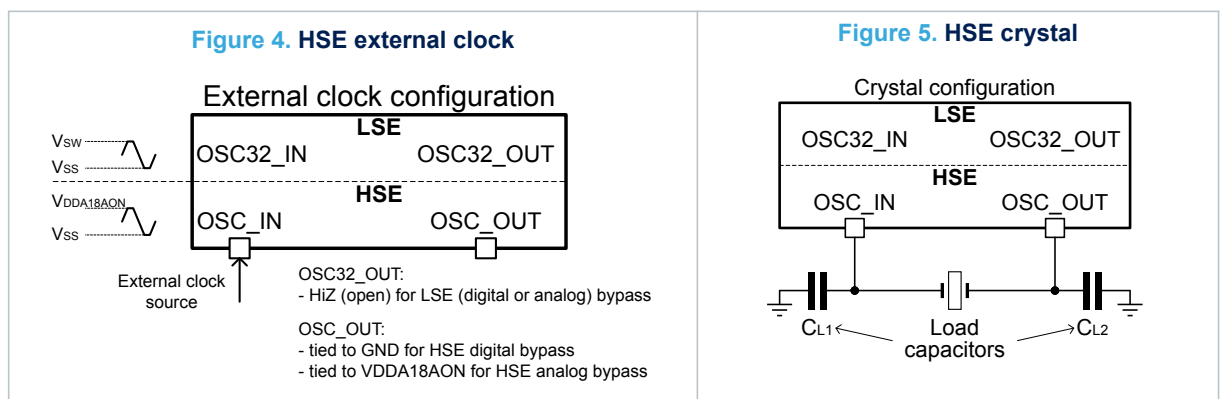 Figure 4. HSE external clock
External clock configuration
LSE
VSW
VSS
OSC32_IN OSC32_OUT
HSE
VDDA18AON
VSS
OSC_IN OSC_OUT
External clock
source
OSC32_OUT:
- HiZ (open) for LSE (digital or analog) bypass
OSC_OUT:
- tied to GND for HSE digital bypass
- tied to VDDA18AON for HSE analog bypass
Figure 5. HSE crystal
Crystal configuration
LSE
OSC32_IN OSC32_OUT
HSE
OSC_IN OSC_OUT
CL1 Load CL2
capacitors